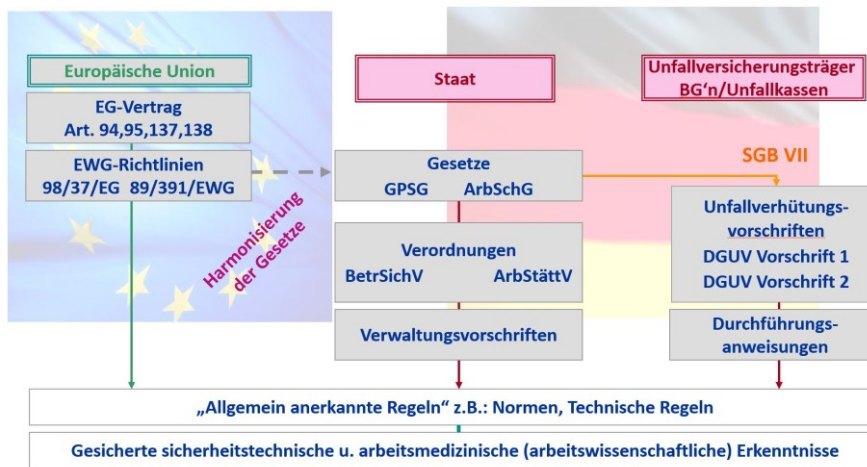 Europäische Union
EG-Vertrag
Art. 94,95,137,138
EWG-Richtlinien
98/37/EG 89/391/EWG
Harmonisierung
der Gesetze
Staat
Gesetze
GPSG ArbSchG
Verordnungen
BetrSichV ArbStättV
Verwaltungsvorschriften
Unfallversicherungsträger
BG‘n/Unfallkassen
SGB VII
Unfallverhütungs-
vorschriften
DGUV Vorschrift 1
DGUV Vorschrift 2
Durchführungs-
anweisungen
„Allgemein anerkannte Regeln“ z.B.: Normen, Technische Regeln
Gesicherte sicherheitstechnische u. arbeitsmedizinische (arbeitswissenschaftliche) Erkenntnisse